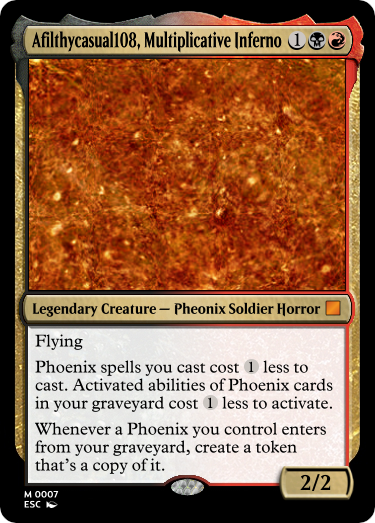 Afilthycasual108, Multiplicative Inferno 1
Legendary Creature — Pheonix Soldier Horror
Flying
Phoenix spells you cast cost 1 less to
cast. Activated abilities of Phoenix cards
in your graveyard cost 1 less to activate.
Whenever a Phoenix you control enters
from your graveyard, create a token
that's a copy of it.
2/2
M 0007
ESC